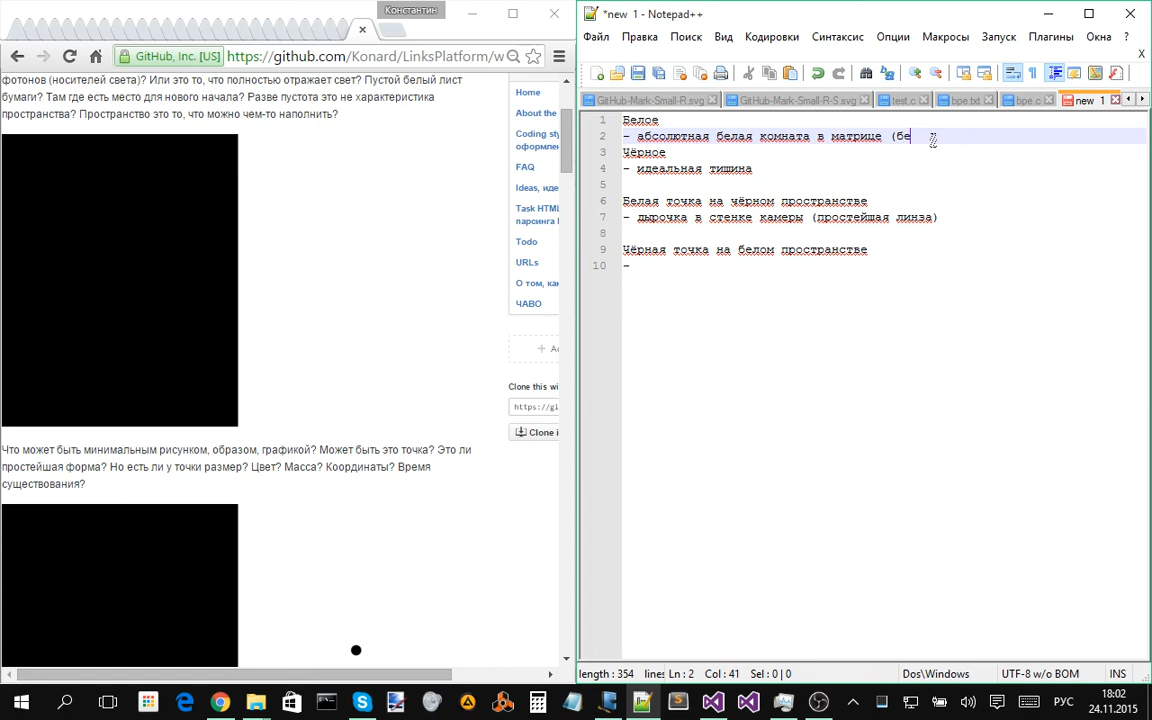 Константин
GitHub, Inc. [US]
https://github.com/Konard/LinksPlatform/w
фотонов (носителей света)? Или это то, что полностью отражает свет? Пустой белый лист
бумаги? Там где есть место для нового начала? Разве пустота это не характеристика
пространства? Пространство это то, что можно чем-то наполнить?
Что может быть минимальным рисунком, образом, графикой? Может быть это точка? Это ли
простейшая форма? Но есть ли у точки размер? Цвет? Масса? Координаты? Время
существования?
Home
About the
Coding sty
оформлен
FAQ
Ideas, иде
Task HTML
парсинга
Todo
URLs
О том, как
ЧАВО
+ Ad
Clone this w
https://gi
Clone i
*new 1 - Notepad++
Файл Правка Поиск Вид Кодировки Синтаксис Опции Макросы Запуск Плагины Окна ?
X
GitHub-Mark-Small-R.svg GitHub-Mark-Small-R-S.svg test.c bpe.txt bpe.c new 1
1 Белое
2 - абсолютная белая комната в матрице (бе
3 Чёрное
4 - идеальная тишина
5
6 Белая точка на чёрном пространстве
7 - дырочка в стенке камеры (простейшая линза)
8
9 Чёрная точка на белом пространстве
10 -
length : 354 lines Ln : 2 Col : 41 Sel : 0 | 0 Dos\Windows UTF-8 w/o BOM INS
РУС
18:02
24.11.2015